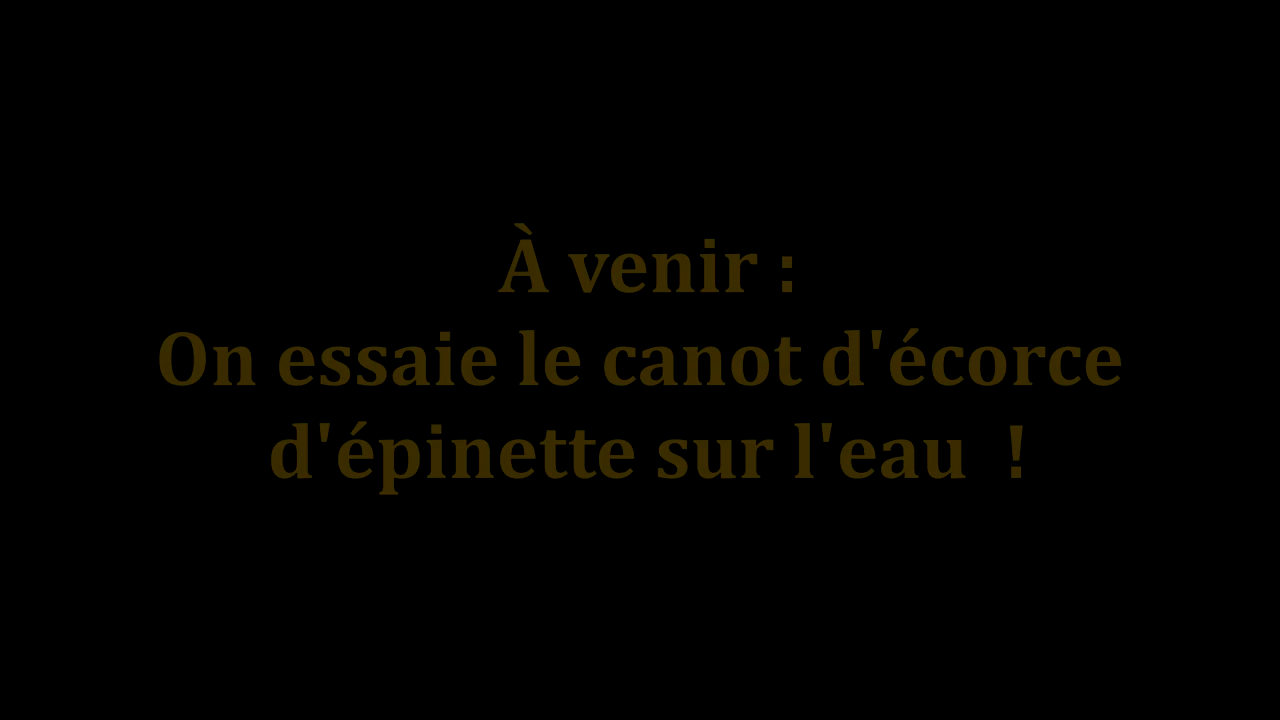 À venir :
On essaie le canot d'écorce
d'épinette sur l'eau  !